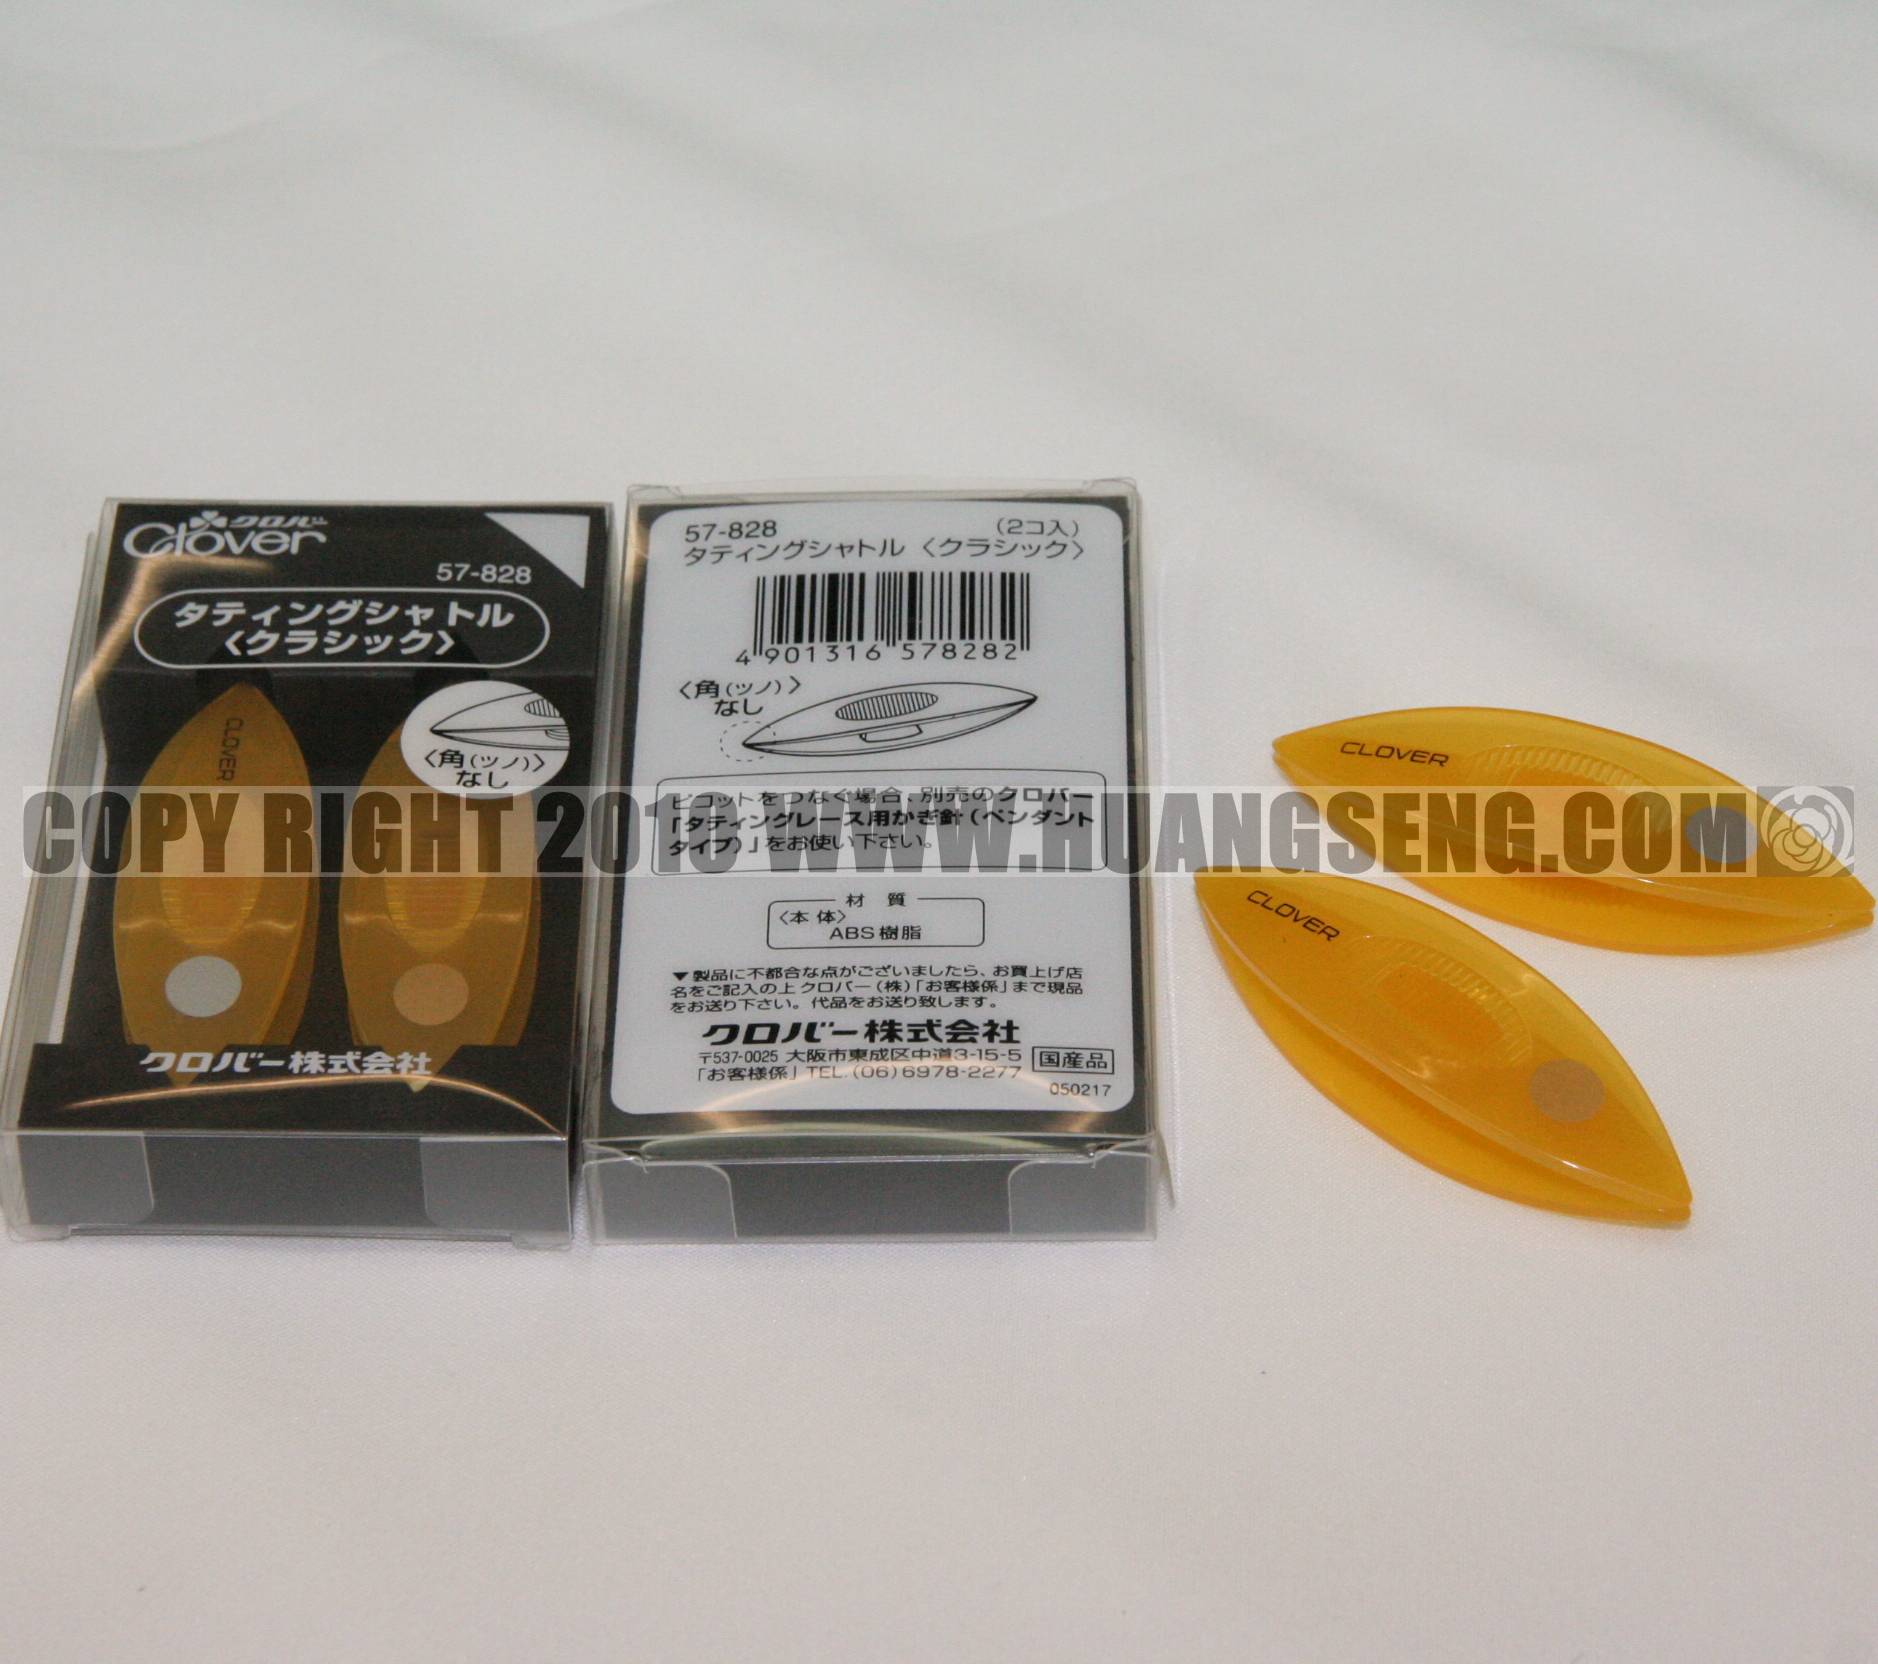 クロバー
Clover
57-828
タティングシャトル
〈クラシック〉
CLOVER
〈角(ツノ)〉
なし
クロバー株式会社
57-828 (2コ入)
タティングシャトル 〈クラシック〉
4 901316 578282
〈角(ツノ)〉
なし
ピコットをつなぐ場合、別売のクロバー
「タティングレース用かぎ針(ペンダント
タイプ)」をお使い下さい。
材 質
〈本 体〉
ABS樹脂
▼製品に不都合な点がございましたら、お買上げ店
名をご記入の上クロバー(株)「お客様係」まで現品
をお送り下さい。代品をお送り致します。
クロバー株式会社
〒537-0025 大阪市東成区中道3-15-5
「お客様係」TEL.(06)6978-2277
国産品
050217
CLOVER
CLOVER
COPY RIGHT 2010 WWW.HUANGSENG.COM